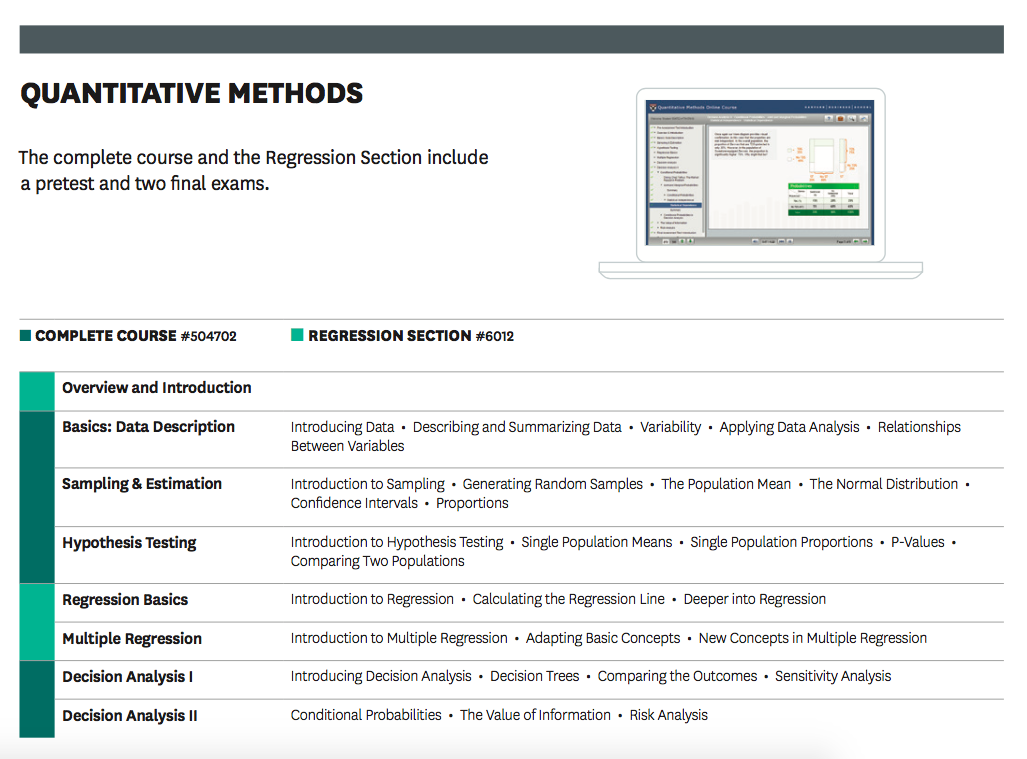 QUANTITATIVE METHODS
The complete course and the Regression Section include
a pretest and two final exams.
Quantitative Methods Online Course
HARVARD | BUSINESS | SCHOOL
COMPLETE COURSE #504702
REGRESSION SECTION #6012
Overview and Introduction
Basics: Data Description
Introducing Data • Describing and Summarizing Data • Variability • Applying Data Analysis • Relationships
Between Variables
Sampling & Estimation
Introduction to Sampling • Generating Random Samples • The Population Mean • The Normal Distribution •
Confidence Intervals • Proportions
Hypothesis Testing
Introduction to Hypothesis Testing • Single Population Means • Single Population Proportions • P-Values •
Comparing Two Populations
Regression Basics
Introduction to Regression • Calculating the Regression Line • Deeper into Regression
Multiple Regression
Introduction to Multiple Regression • Adapting Basic Concepts • New Concepts in Multiple Regression
Decision Analysis I
Introducing Decision Analysis • Decision Trees • Comparing the Outcomes • Sensitivity Analysis
Decision Analysis II
Conditional Probabilities • The Value of Information • Risk Analysis